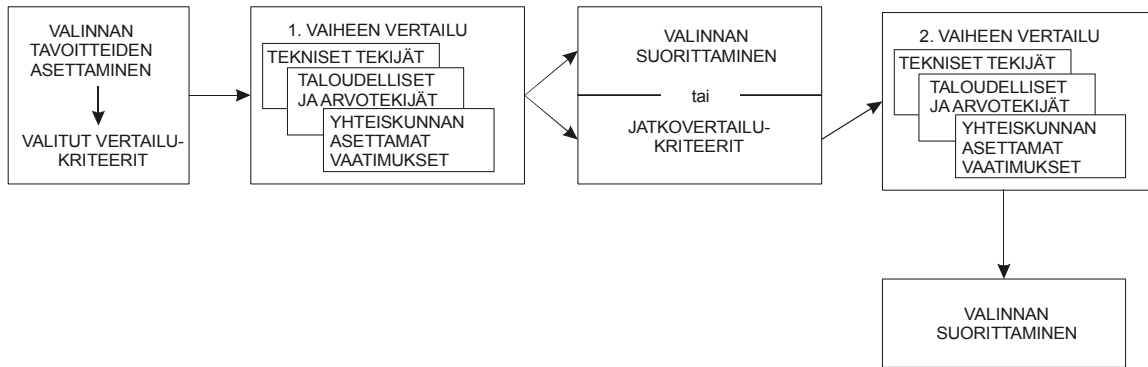 VALINNAN
TAVOITTEIDEN
ASETTAMINEN
VALITUT VERTAILU-
KRITEERIT
1. VAIHEEN VERTAILU
TEKNISET TEKIJÄT
TALOUDELLISET
JA ARVOTEKIJÄT
YHTEISKUNNAN
ASETTAMAT
VAATIMUKSET
VALINNAN
SUORITTAMINEN
tai
JATKOVERTAILU-
KRITEERIT
2. VAIHEEN VERTAILU
TEKNISET TEKIJÄT
TALOUDELLISET
JA ARVOTEKIJÄT
YHTEISKUNNAN
ASETTAMAT
VAATIMUKSET
VALINNAN
SUORITTAMINEN